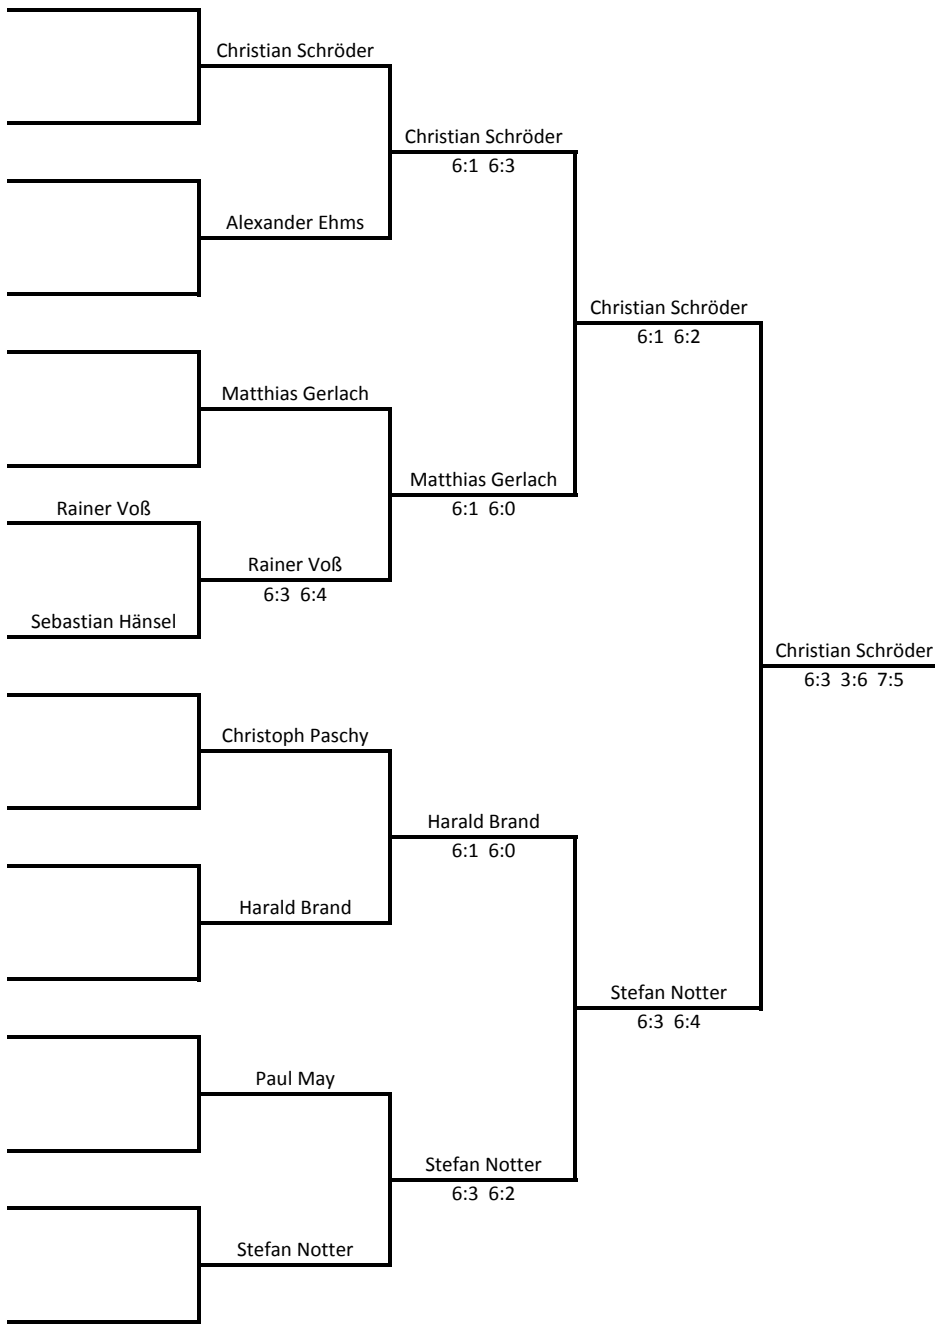 Christian Schröder
Christian Schröder
6:1 6:3
Alexander Ehms
Christian Schröder
6:1 6:2
Matthias Gerlach
Matthias Gerlach
6:1 6:0
Rainer Voß
Rainer Voß
6:3 6:4
Sebastian Hänsel
Christian Schröder
6:3 3:6 7:5
Christoph Paschy
Harald Brand
6:1 6:0
Harald Brand
Stefan Notter
6:3 6:4
Paul May
Stefan Notter
6:3 6:2
Stefan Notter